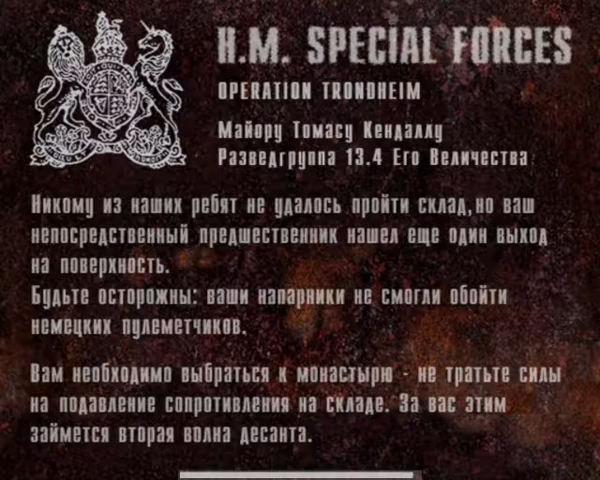 H.M. SPECIAL FORCES
OPERATION TRONDHEIM
Майору Томасу Кендаллу
Разведгруппа 13.4 Его Величества
Никому из наших ребят не удалось пройти склад,но ваш
непосредственный предшественник нашел еще один выход
на поверхность.
Будьте осторожны: ваши напарники не смогли обойти
немецких пулеметчиков.
Вам необходимо выбраться к монастырю - не тратьте силы
на подавление сопротивления на складе. За вас этим
займется вторая волна десанта.